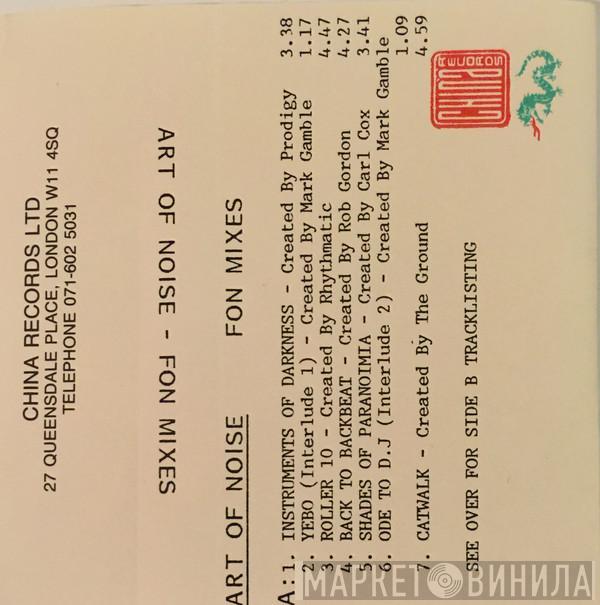 CHINA RECORDS LTD
27 QUEENSDALE PLACE, LONDON W11 4SQ
TELEPHONE 071-602 5031
ART OF NOISE - FON MIXES
ART OF NOISE FON MIXES
A:1. INSTRUMENTS OF DARKNESS - Created By Prodigy 3.38
2. YEBO (Interlude 1) - Created By Mark Gamble 1.17
3. ROLLER 10 - Created By Rhythmatic 4.47
4. BACK TO BACKBEAT - Created By Rob Gordon 4.27
5. SHADES OF PARANOIMIA - Created By Carl Cox 3.41
6. ODE TO D.J (Interlude 2) - Created By Mark Gamble
1.09
7. CATWALK - Created By The Ground 4.59
SEE OVER FOR SIDE B TRACKLISTING
CHINA
RECORDS
МАРКЕТ ВИНИЛА